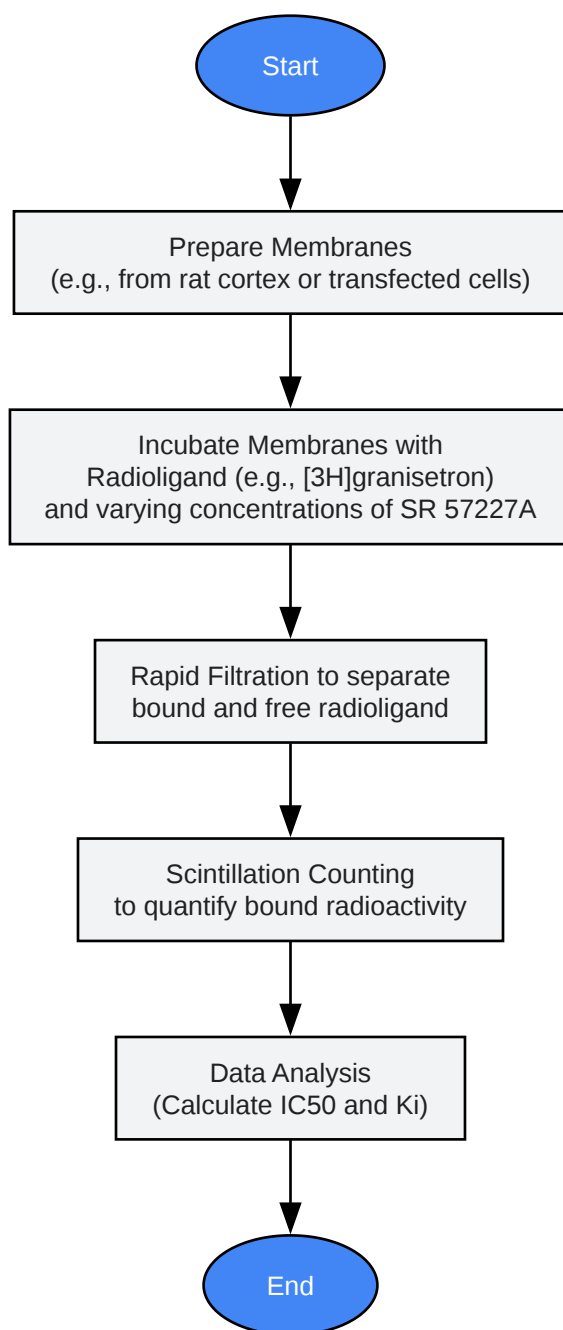 Start
Prepare Membranes
(e.g., from rat cortex or transfected cells)
Incubate Membranes with
Radioligand (e.g., [3H]granisetron)
and varying concentrations of SR 57227A
Rapid Filtration to separate
bound and free radioligand
Scintillation Counting
to quantify bound radioactivity
Data Analysis
(Calculate IC50 and Ki)
End